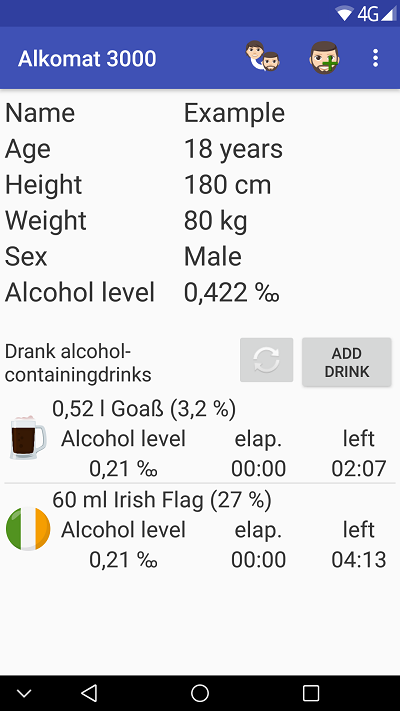 4G
Alkomat 3000
Name Example
Age 18 years
Height 180 cm
Weight 80 kg
Sex Male
Alcohol level 0,422 ‰
Drank alcohol-
containingdrinks
ADD
DRINK
0,52 l Goaß (3,2 %)
Alcohol level elap. left
0,21 ‰ 00:00 02:07
60 ml Irish Flag (27 %)
Alcohol level elap. left
0,21 ‰ 00:00 04:13